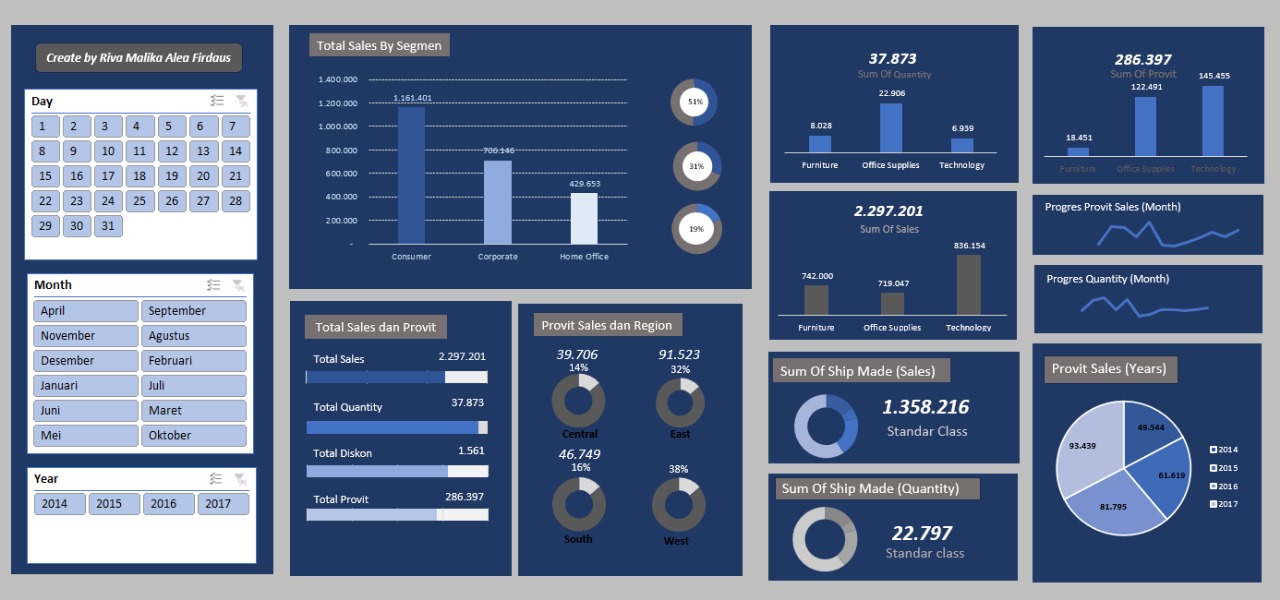 Create by Riva Malika Alea Firdaus
Day
1 2 3 4 5 6 7
8 9 10 11 12 13 14
15 16 17 18 19 20 21
22 23 24 25 26 27 28
29 30 31
Month
April September
November Agustus
Desember Februari
Januari Juli
Juni Maret
Mei Oktober
Year
2014 2015 2016 2017
Total Sales By Segmen
1.400.000
1.200.000
1.000.000
800.000
600.000
400.000
200.000
-
1.161.401
706.146
429.653
Consumer Corporate Home Office
51%
31%
19%
Total Sales dan Provit
Total Sales 2.297.201
Total Quantity 37.873
Total Diskon 1.561
Total Provit 286.397
Provit Sales dan Region
39.706 91.523
14% 32%
Central East
46.749
16% 38%
South West
37.873
Sum Of Quantity
8.028 22.906 6.939
Furniture Office Supplies Technology
2.297.201
Sum Of Sales
742.000 719.047 836.154
Furniture Office Supplies Technology
Sum Of Ship Made (Sales)
1.358.216
Standar Class
Sum Of Ship Made (Quantity)
22.797
Standar class
286.397
Sum Of Provit
18.451 122.491 145.455
Furniture Office Supplies Technology
Progres Provit Sales (Month)
Progres Quantity (Month)
Provit Sales (Years)
49.544
61.619
81.795
93.439
2014
2015
2016
2017